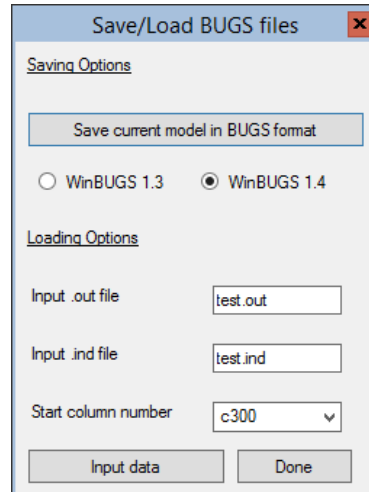 Save/Load BUGS files
Saving Options
Save current model in BUGS format
WinBUGS 1.3 WinBUGS 1.4
Loading Options
Input .out file test.out
Input .ind file test.ind
Start column number c300
Input data Done